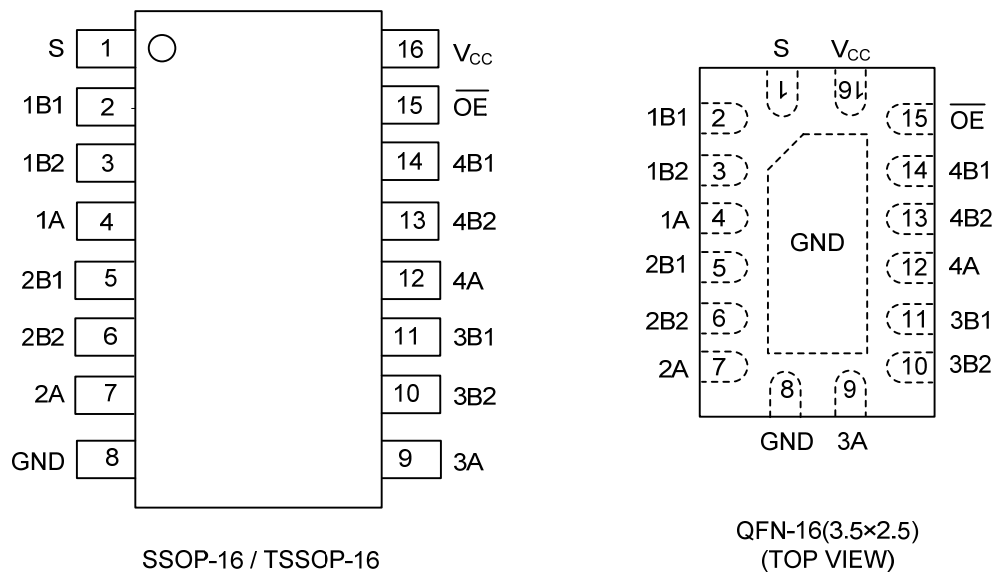 S 1 16 VCC
1B1 2 15 OE
1B2 3 14 4B1
1A 4 13 4B2
2B1 5 12 4A
2B2 6 11 3B1
2A 7 10 3B2
GND 8 9 3A
SSOP-16 / TSSOP-16
S VCC
1 16
1B1 2 15 OE
1B2 3 14 4B1
1A 4 13 4B2
GND
2B1 5 12 4A
2B2 6 11 3B1
2A 7 10 3B2
8 9
GND 3A
QFN-16(3.5×2.5)
(TOP VIEW)